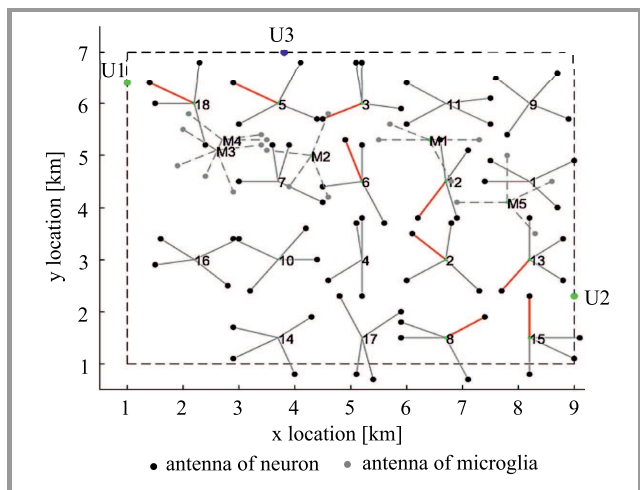 U3
7
U1
6
18
5
3
11
9
M4
M3
M2
M1
5
7
6
12
1
M5
4
3
16
10
4
2
13
U2
2
14
17
8
15
1
1 2 3 4 5 6 7 8 9
y location [km]
x location [km]
antenna of neuron antenna of microglia